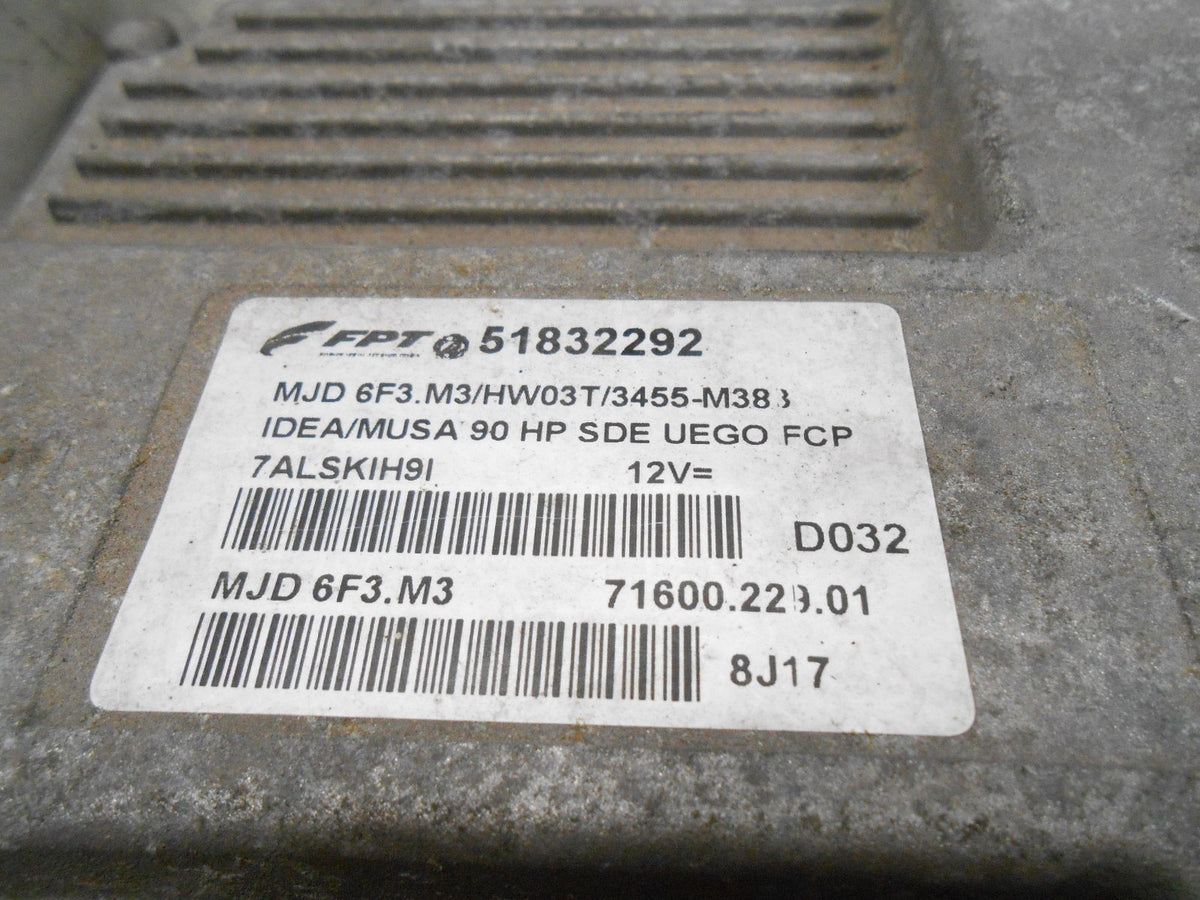 FPT 51832292
MJD 6F3.M3/HW03T/3455-M383
IDEA/MUSA 90 HP SDE UEGO FCP
7ALSKIH9I 12V=
D032
MJD 6F3.M3 71600.229.01
8J17